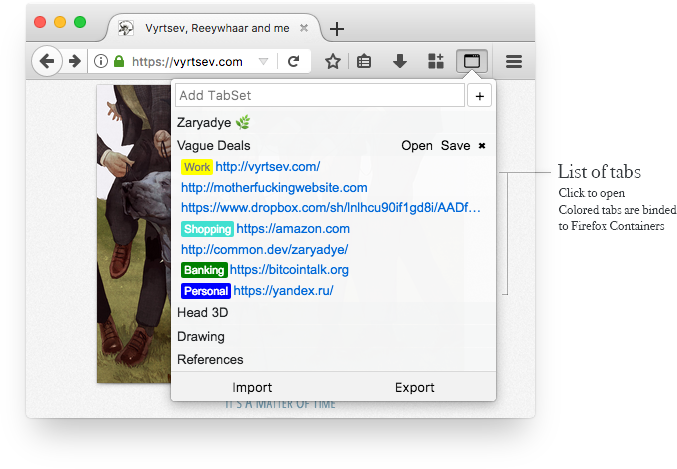 Vyrtsev, Reeywhaar and me
https://vyrtsev.com
Add TabSet
+
Zaryadye
Vague Deals Open Save ✖
Work http://vyrtsev.com/
http://motherfuckingwebsite.com
https://www.dropbox.com/sh/lnlhcu90if1gd8i/AADf…
Shopping https://amazon.com
http://common.dev/zaryadye/
Banking https://bitcointalk.org
Personal https://yandex.ru/
Head 3D
Drawing
References
Import Export
IT'S A MATTER OF TIME
List of tabs
Click to open
Colored tabs are binded
to Firefox Containers